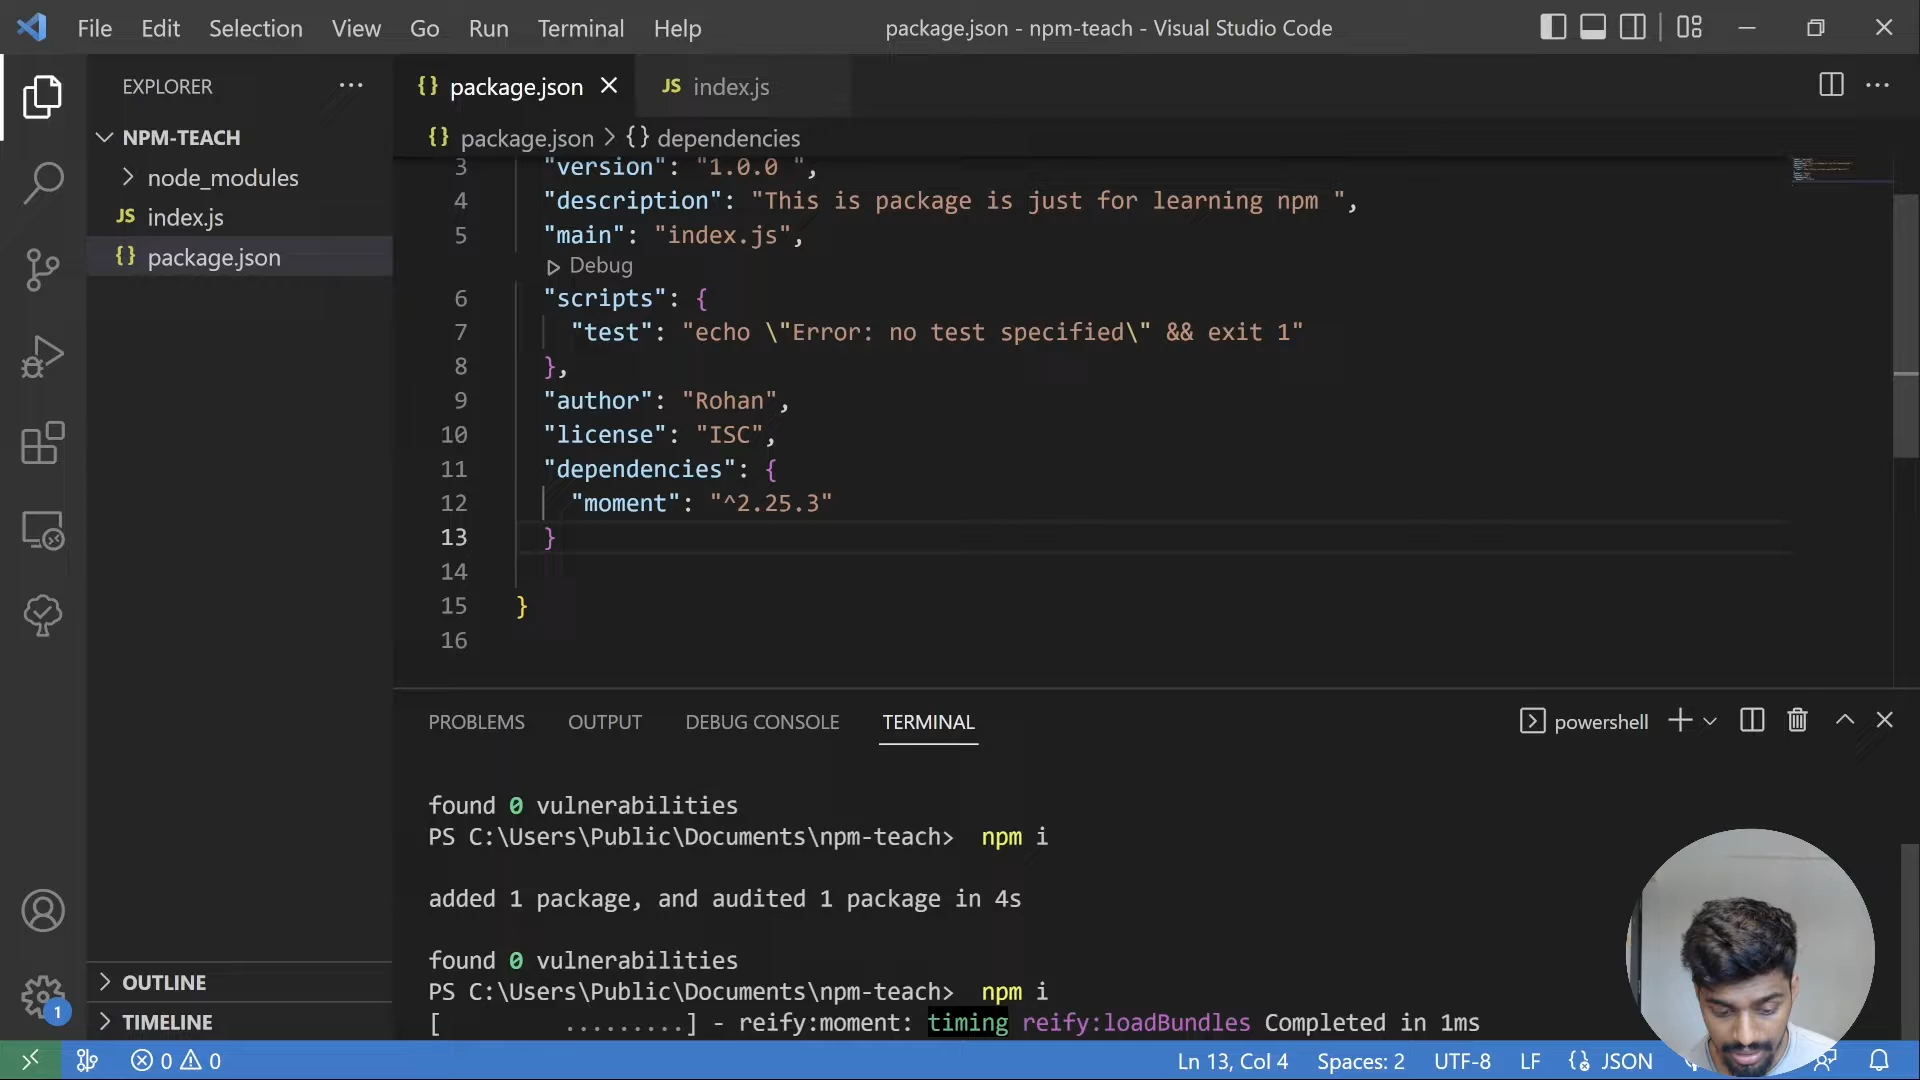 File Edit Selection View Go Run Terminal Help
package.json - npm-teach - Visual Studio Code
EXPLORER
NPM-TEACH
node_modules
JS index.js
{} package.json
OUTLINE
TIMELINE
{} package.json
JS index.js
{} package.json > {} dependencies
3 "version": "1.0.0 ",
4 "description": "This is package is just for learning npm ",
5 "main": "index.js",
Debug
6 "scripts": {
7 "test": "echo \"Error: no test specified\" && exit 1"
8 },
9 "author": "Rohan",
10 "license": "ISC",
11 "dependencies": {
12 "moment": "^2.25.3"
13 }
14
15 }
16
PROBLEMS OUTPUT DEBUG CONSOLE TERMINAL
powershell
found 0 vulnerabilities
PS C:\Users\Public\Documents\npm-teach> npm i
added 1 package, and audited 1 package in 4s
found 0 vulnerabilities
PS C:\Users\Public\Documents\npm-teach> npm i
[ .........] - reify:moment: timing reify:loadBundles Completed in 1ms
1
0 0
Ln 13, Col 4 Spaces: 2 UTF-8 LF {} JSON